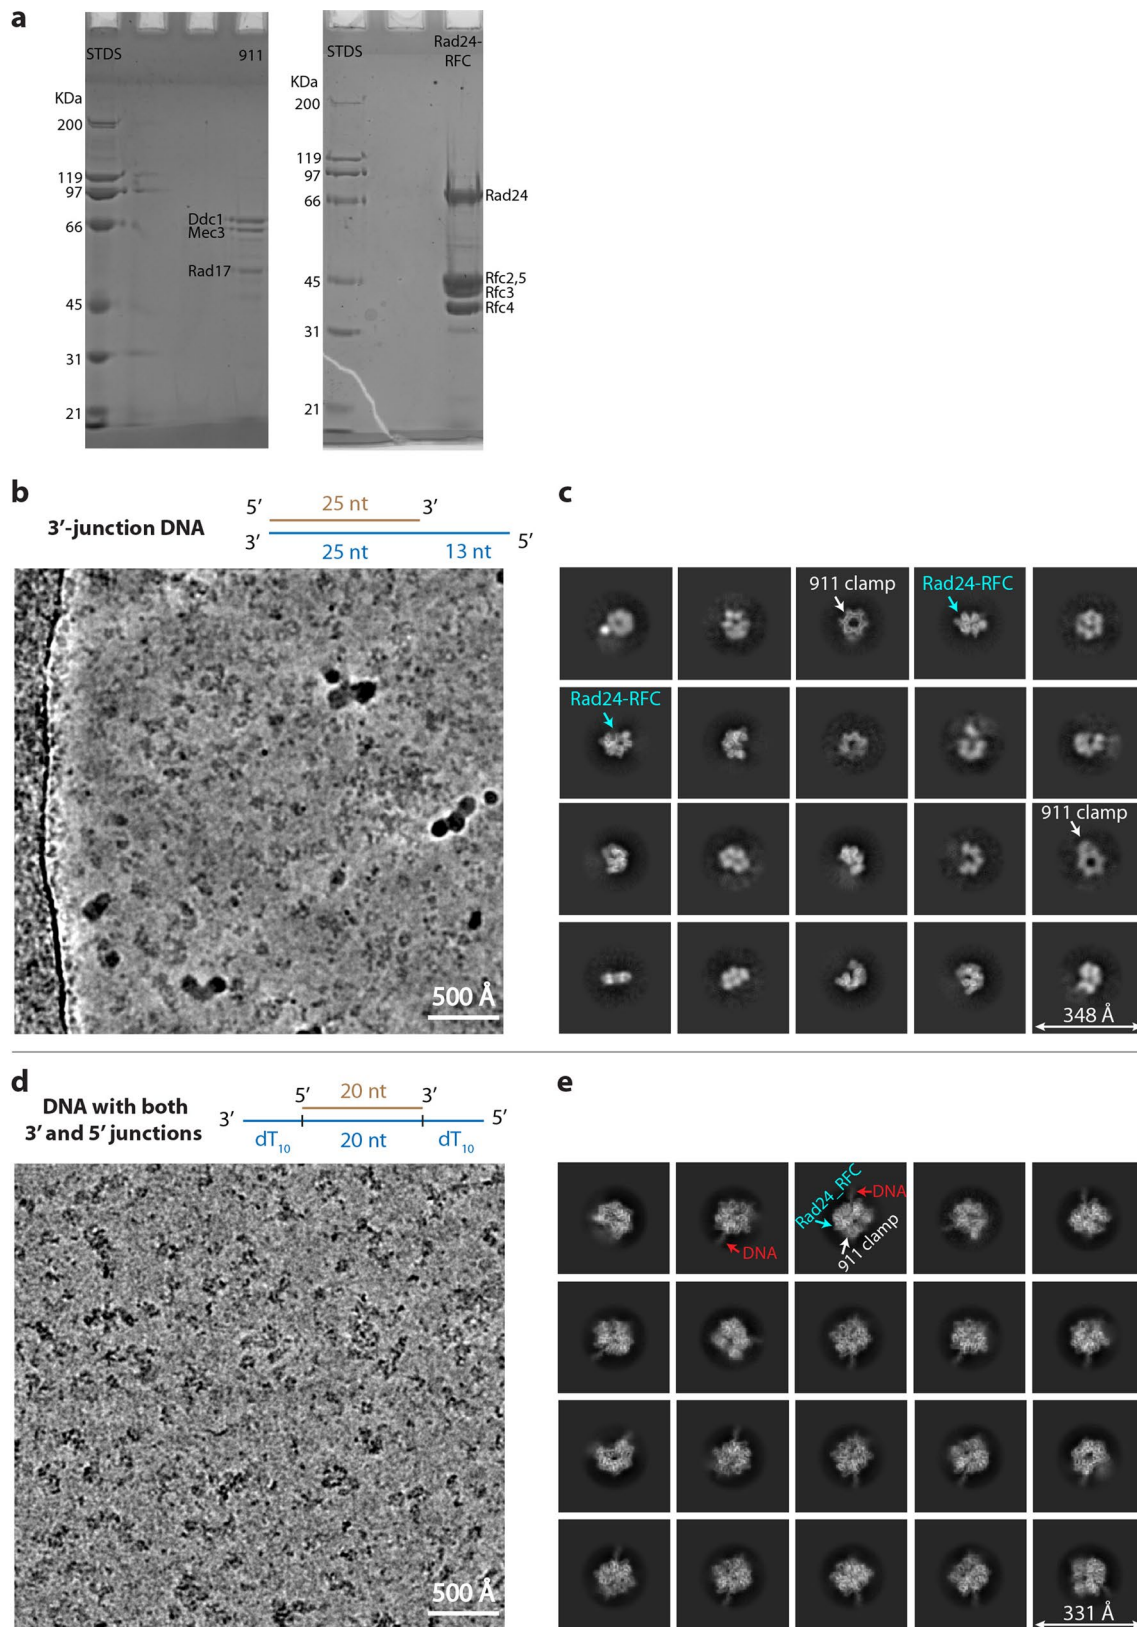 a
STDS
911
KDa
200
119
97
66
45
31
21
Ddc1
Mec3
Rad17
STDS
Rad24-
RFC
KDa
200
119
97
66
45
31
21
Rad24
Rfc2,5
Rfc3
Rfc4
b
3′-junction DNA
5′ 25 nt 3′
3′ 25 nt 13 nt 5′
500 Å
c
911 clamp
Rad24-RFC
Rad24-RFC
911 clamp
348 Å
d
DNA with both
3′ and 5′ junctions
5′ 20 nt 3′
3′ dT10 20 nt dT10 5′
500 Å
e
DNA
Rad24_RFC
DNA
911 clamp
331 Å